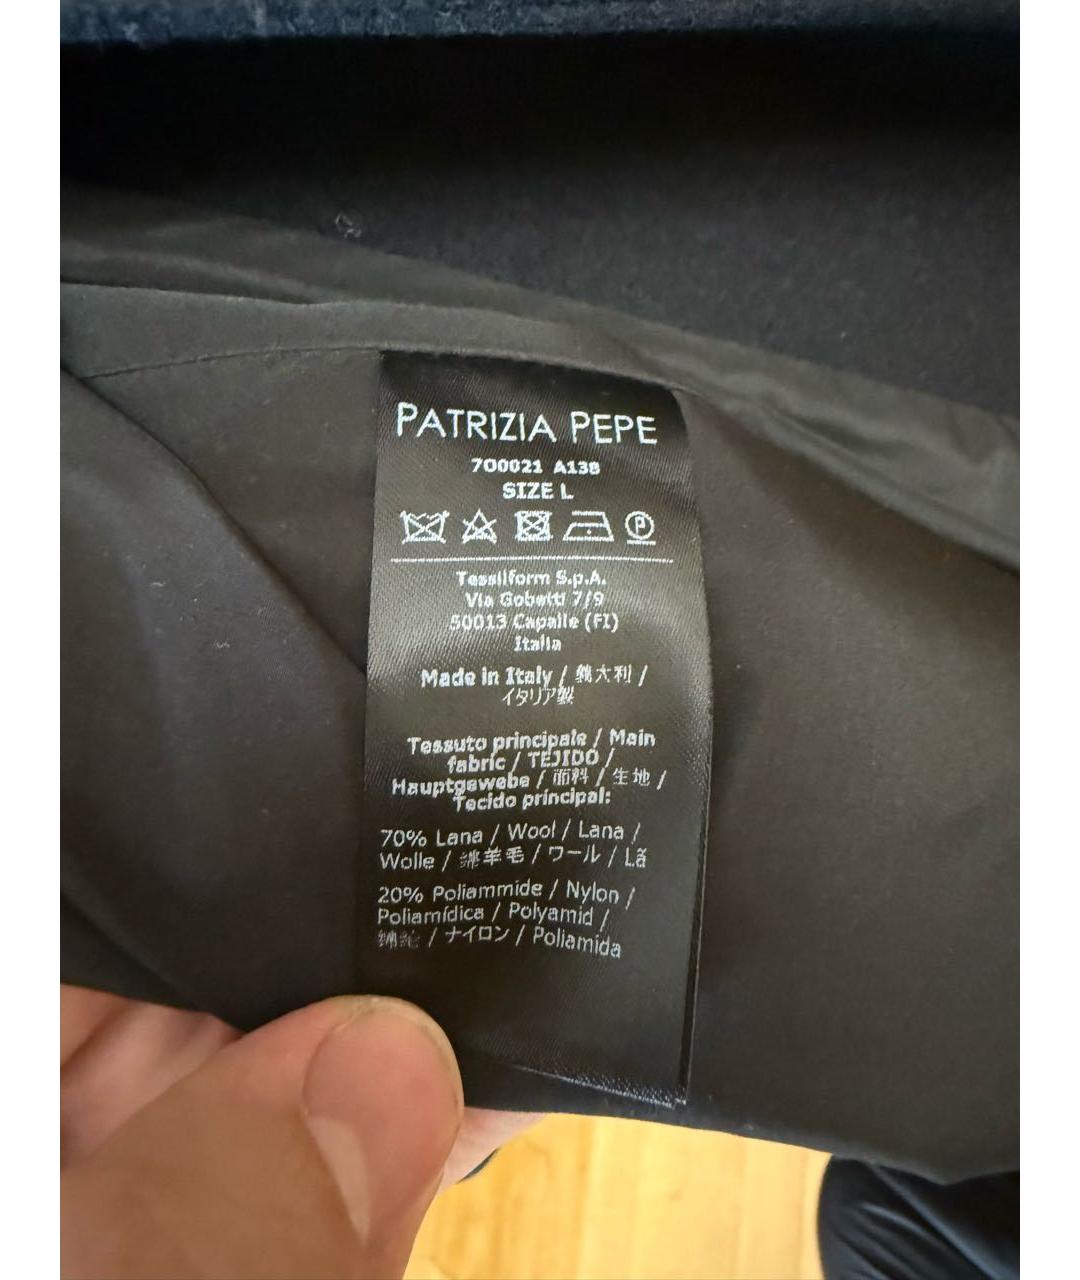 PATRIZIA PEPE
7O0021 A138
SIZE L
P
Tessilform S.p.A.
Via Gobetti 7/9
50013 Capalle (FI)
Italia
Made in Italy / 義大利 /
イタリア製
Tessuto principale / Main
fabric / TEJIDO /
Hauptgewebe / 面料 / 生地 /
Tecido principal:
70% Lana / Wool / Lana /
Wolle / 綿羊毛 / ウール / Lã
20% Poliammide / Nylon /
Poliamídica / Polyamid /
/ ナイロン / Poliamida